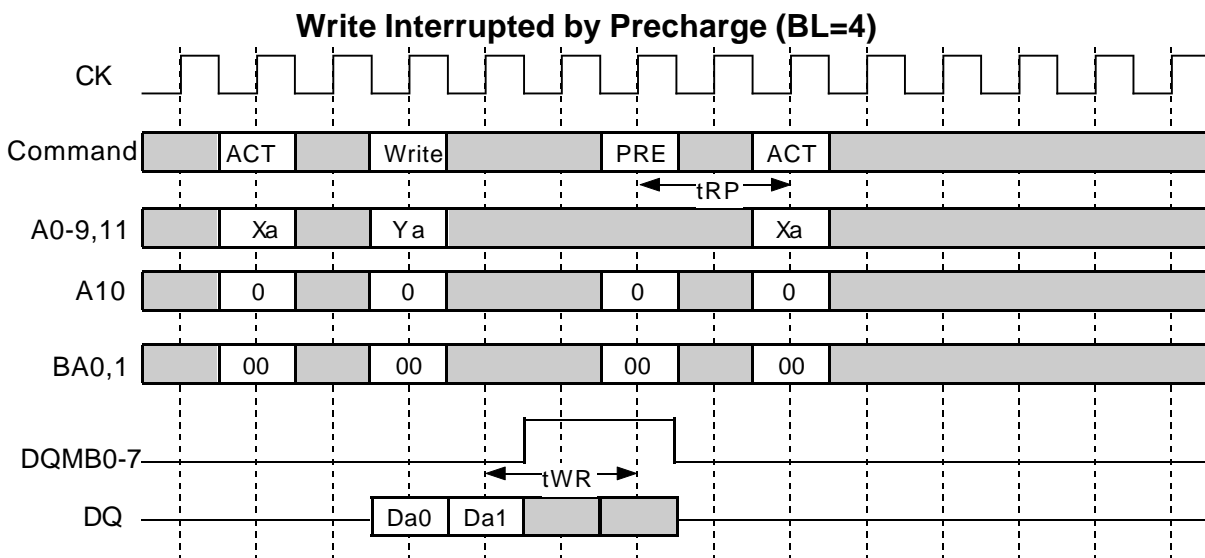 Write Interrupted by Precharge (BL=4)
CK
Command ACT Write PRE ACT
tRP
A0-9,11 Xa Ya Xa
A10 0 0 0 0
BA0,1 00 00 00 00
DQMB0-7
tWR
DQ Da0 Da1